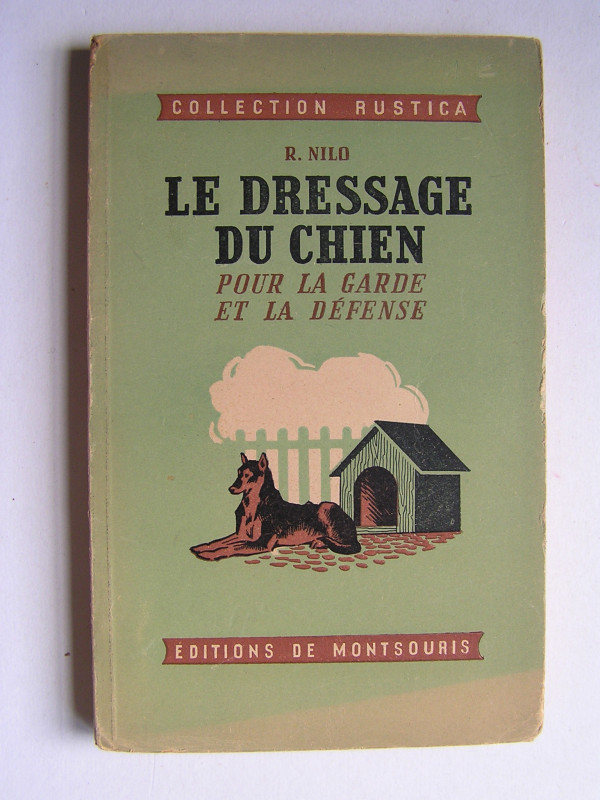 COLLECTION RUSTICA
R. NILO
LE DRESSAGE
DU CHIEN
POUR LA GARDE
ET LA DÉFENSE
ÉDITIONS DE MONTSOURIS